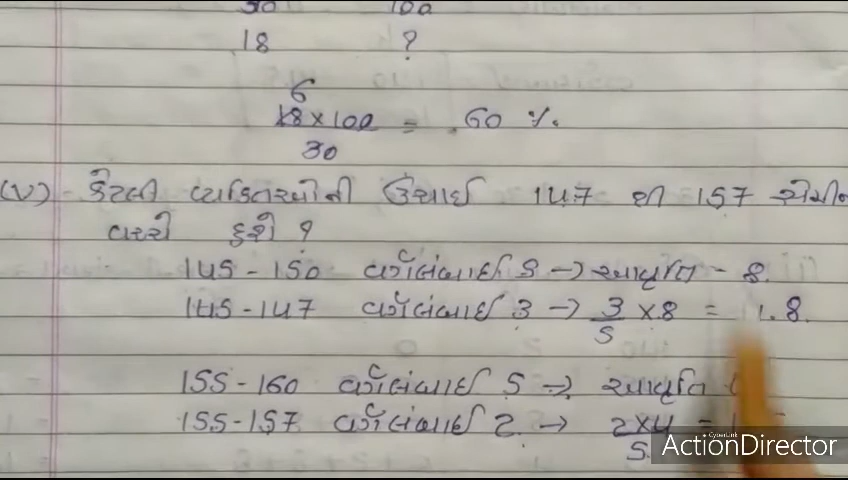 30 100
18 ?
6
18 × 100 = 60 %
30
(V) - કેટલી વ્યક્તિઓની ઉંચાઈ 147 થી 157 સેમીન
વચ્ચે હશે ?
145 - 150 વર્ગલંબાઈ 5 → આવૃતિ - 8
145 - 147 વર્ગલંબાઈ 3 → 3 × 8 = 1.8
5
155 - 160 વર્ગલંબાઈ 5 → આવૃતિ
155 - 157 વર્ગલંબાઈ 2 → 2 × 4 =
5
CyberLink
ActionDirector